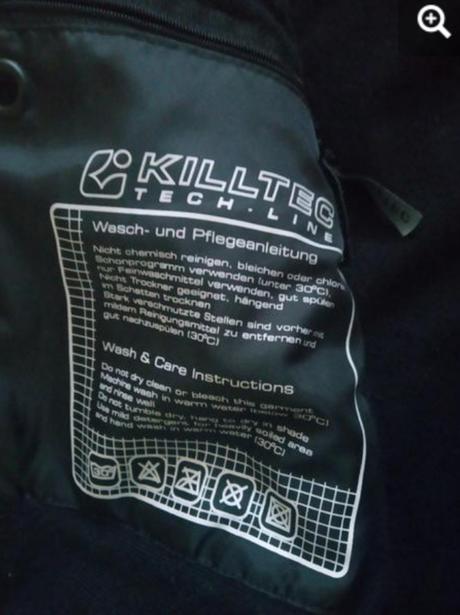 KILLTEC
TECH·LINE
Wasch- und Pflegeanleitung
Nicht chemisch reinigen, bleichen oder chloren
Schonprogramm verwenden (unter 30°C)
nur Feinwaschmittel verwenden, gut spülen
Nicht Trockner geeignet, hängend
im Schatten trocknen
Stark verschmutzte Stellen sind vorher mit
mildem Reinigungsmittel zu entfernen und
gut nachzuspülen (30°C)
Wash & Care Instructions
Do not dry clean or bleach this garment
Machine wash in warm water (below 30°C)
and rinse well
Do not tumble dry, hang to dry in shade
Use mild detergent for heavily soiled area
and hand wash in warm water (30°C)